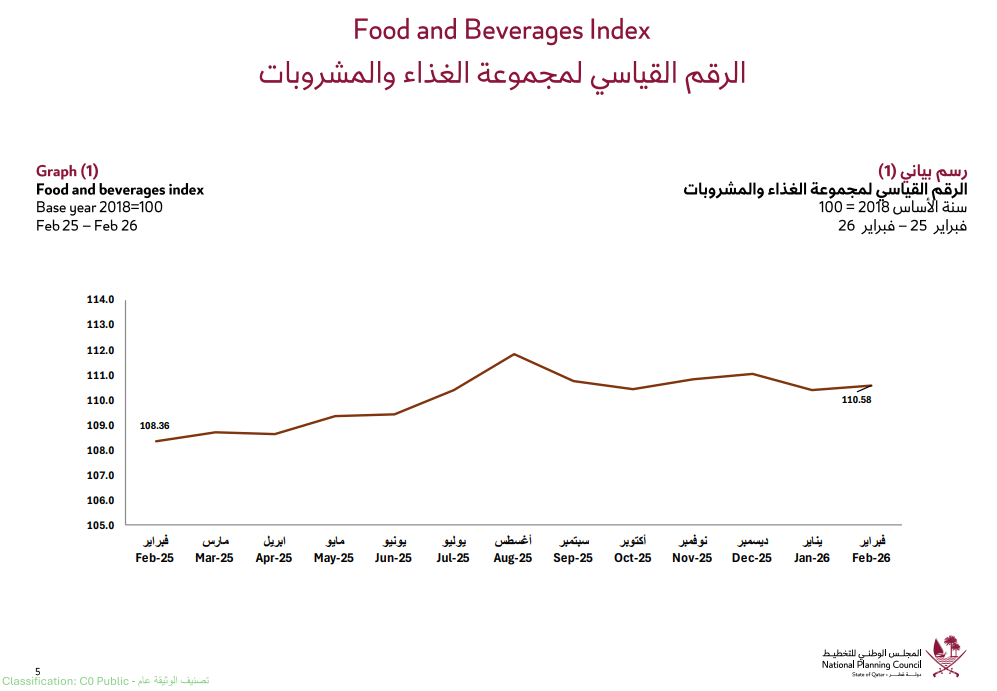 Food and Beverages Index
الرقم القياسي لمجموعة الغذاء والمشروبات
Graph (1)
Food and beverages index
Base year 2018=100
Feb 25 – Feb 26
رسم بياني (1)
الرقم القياسي لمجموعة الغذاء والمشروبات
سنة الأساس 2018 = 100
فبراير 25 – فبراير 26
114.0
113.0
112.0
111.0
110.0
109.0
108.0
107.0
106.0
105.0
108.36
110.58
فبراير مارس ابريل مايو يونيو يوليو أغسطس سبتمبر أكتوبر نوفمبر ديسمبر يناير فبراير
Feb-25 Mar-25 Apr-25 May-25 Jun-25 Jul-25 Aug-25 Sep-25 Oct-25 Nov-25 Dec-25 Jan-26 Feb-26
المجلس الوطني للتخطيط
National Planning Council
State of Qatar • دولة قطر
5
Classification: C0 Public - تصنيف الوثيقة عام